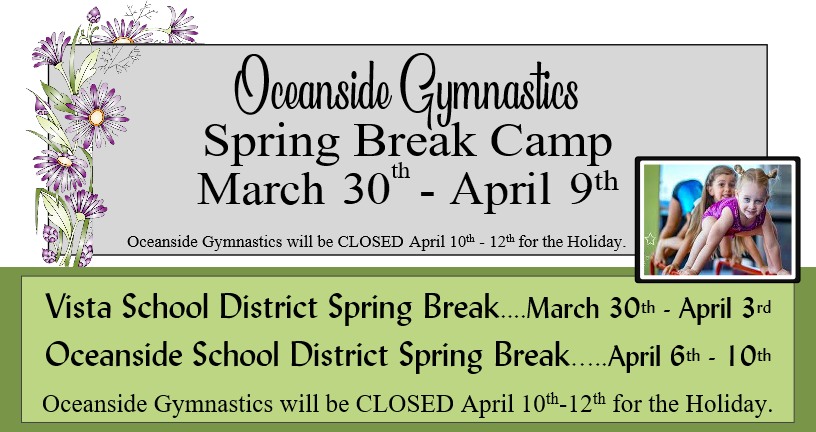 Oceanside Gymnastics
Spring Break Camp
March 30th - April 9th
Oceanside Gymnastics will be CLOSED April 10th - 12th for the Holiday.
Vista School District Spring Break....March 30th - April 3rd
Oceanside School District Spring Break.....April 6th - 10th
Oceanside Gymnastics will be CLOSED April 10th-12th for the Holiday.